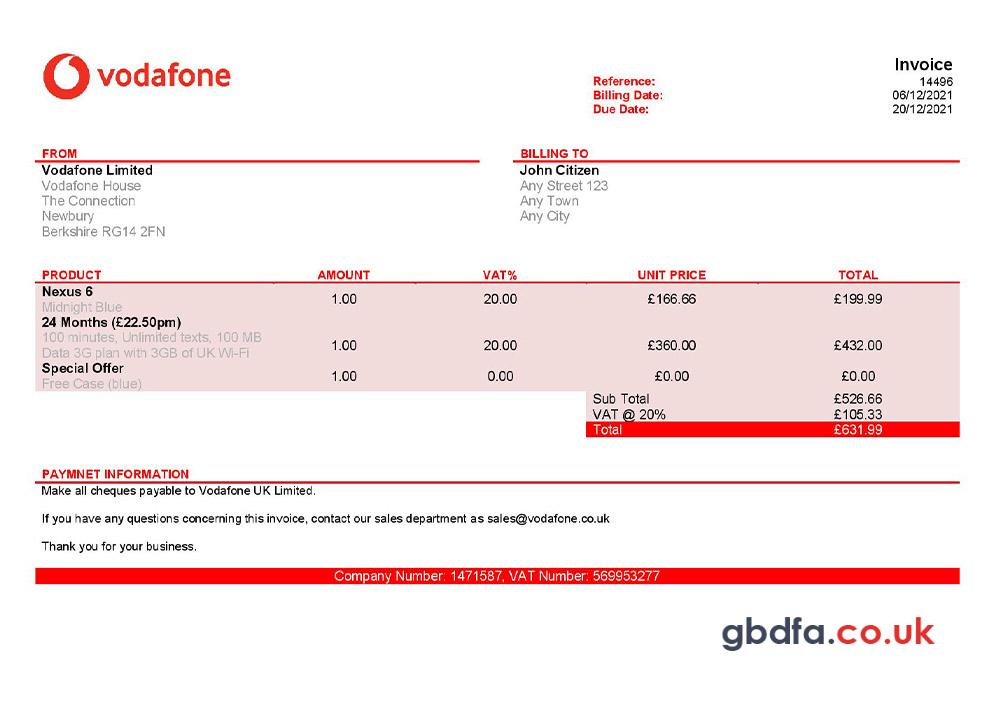 vodafone
Invoice
Reference: 14496
Billing Date: 06/12/2021
Due Date: 20/12/2021
FROM
Vodafone Limited
Vodafone House
The Connection
Newbury
Berkshire RG14 2FN
BILLING TO
John Citizen
Any Street 123
Any Town
Any City
PRODUCT AMOUNT VAT% UNIT PRICE TOTAL
Nexus 6
Midnight Blue
1.00 20.00 £166.66 £199.99
24 Months (£22.50pm)
100 minutes, Unlimited texts, 100 MB
Data 3G plan with 3GB of UK Wi-Fi
1.00 20.00 £360.00 £432.00
Special Offer
Free Case (blue)
1.00 0.00 £0.00 £0.00
Sub Total £526.66
VAT @ 20% £105.33
Total £631.99
PAYMNET INFORMATION
Make all cheques payable to Vodafone UK Limited.
If you have any questions concerning this invoice, contact our sales department as sales@vodafone.co.uk
Thank you for your business.
Company Number: 1471587, VAT Number: 569953277
gbdfa.co.uk